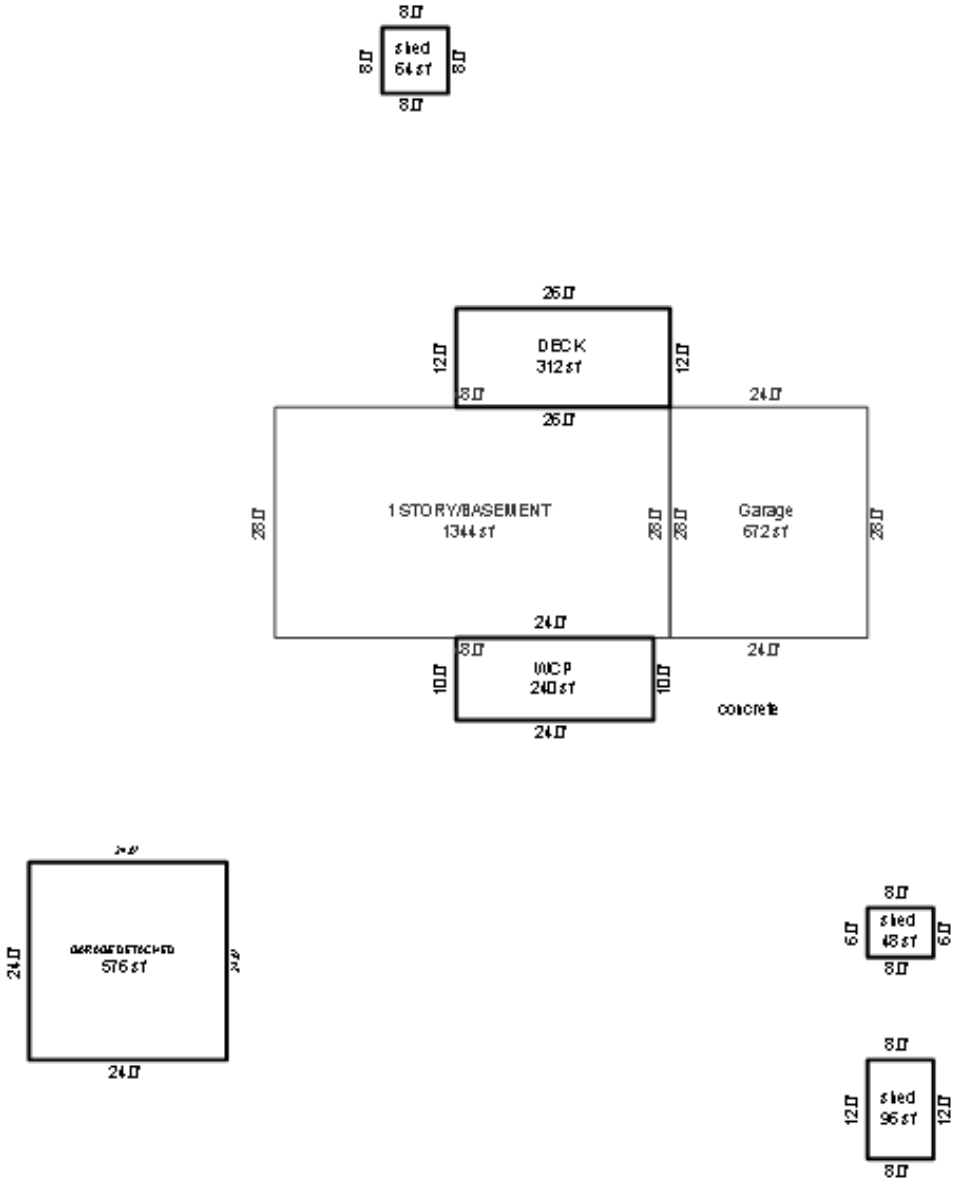 8.0'
shed
64 sf
8.0'
8.0'
8.0'
26.0'
DECK
312 sf
12.0'
12.0'
8.0'
26.0'
24.0'
1 STORY/BASEMENT
1344 sf
28.0'
28.0'
28.0'
Garage
672 sf
28.0'
24.0'
8.0'
24.0'
WCP
240 sf
10.0'
10.0'
24.0'
concrete
GARAGE DETACHED
576 sf
24.0'
24.0'
8.0'
shed
48 sf
6.0'
6.0'
8.0'
8.0'
shed
96 sf
12.0'
12.0'
8.0'